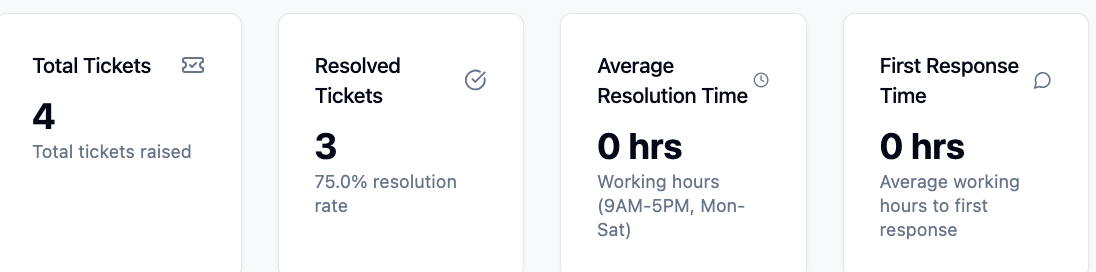 Total Tickets
4
Total tickets raised
Resolved
Tickets
3
75.0% resolution
rate
Average
Resolution Time
0 hrs
Working hours
(9AM-5PM, Mon-
Sat)
First Response
Time
0 hrs
Average working
hours to first
response